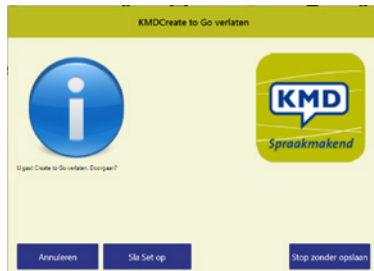 KMDCreate to Go verlaten
KMD
Spraakmakend
U gaat Create to Go verlaten. Doorgaan?
Annuleren
Sla Set op
Stop zonder opslaan